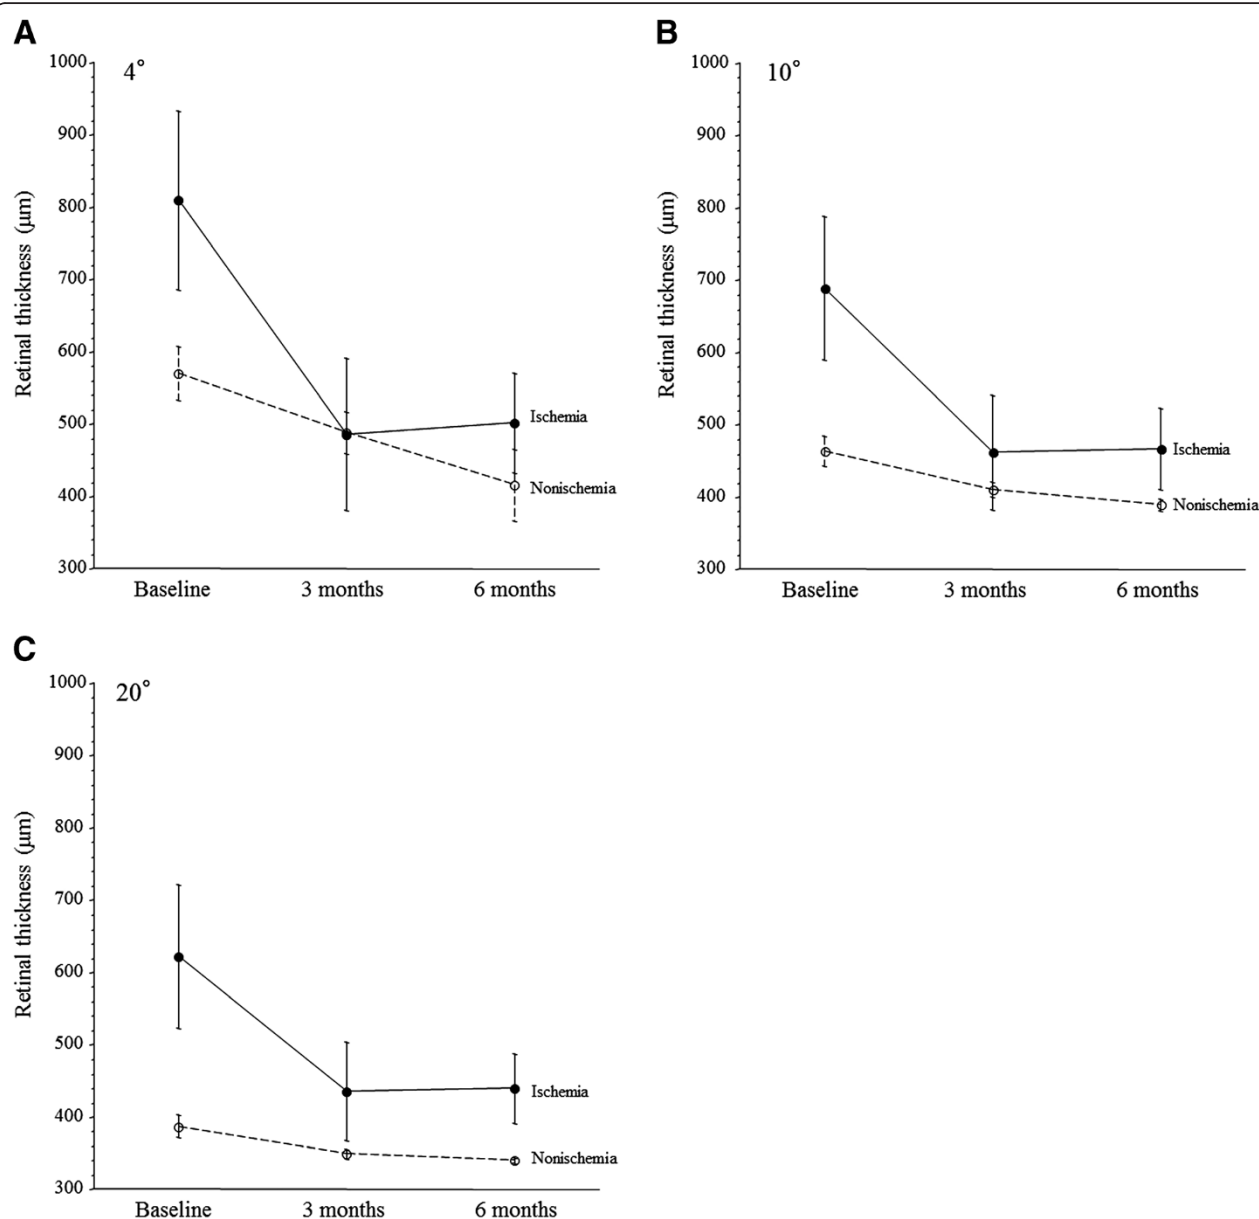 A
4°
1000
900
800
700
600
500
400
300
Retinal thickness (μm)
Ischemia
Nonischemia
Baseline 3 months 6 months
B
10°
1000
900
800
700
600
500
400
300
Retinal thickness (μm)
Ischemia
Nonischemia
Baseline 3 months 6 months
C
20°
1000
900
800
700
600
500
400
300
Retinal thickness (μm)
Ischemia
Nonischemia
Baseline 3 months 6 months